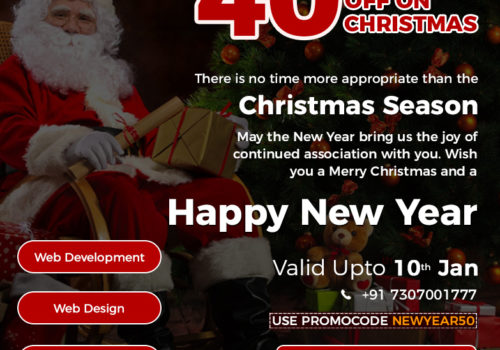 40
OFF ON
CHRISTMAS
There is no time more appropriate than the
Christmas Season
May the New Year bring us the joy of
continued association with you. Wish
you a Merry Christmas and a
Happy New Year
Web Development
Valid Upto 10th Jan
+91 7307001777
Web Design
USE PROMOCODE NEWYEAR50